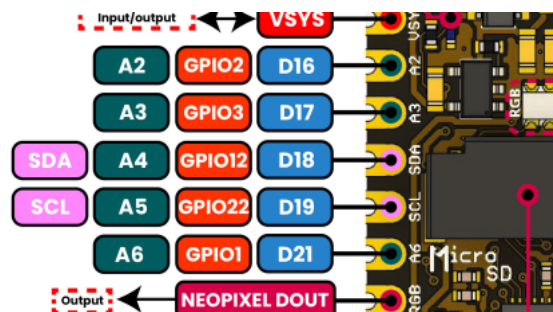 Input/output VSYS VSY
A2 GPIO2 D16 A2
A3 GPIO3 D17 A3
RGB
SDA A4 GPIO12 D18 SDA
SCL A5 GPIO22 D19 SCL
A6 GPIO1 D21 A6
Micro SD
Output NEOPIXEL DOUT RGB